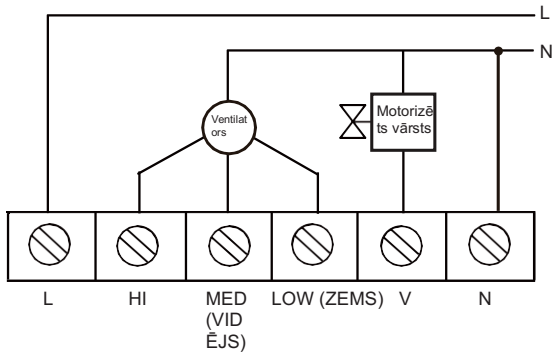 L
N
Ventilat
ors
Motorizē
ts vārsts
L
HI
MED
(VID
ĒJS)
LOW (ZEMS)
V
N